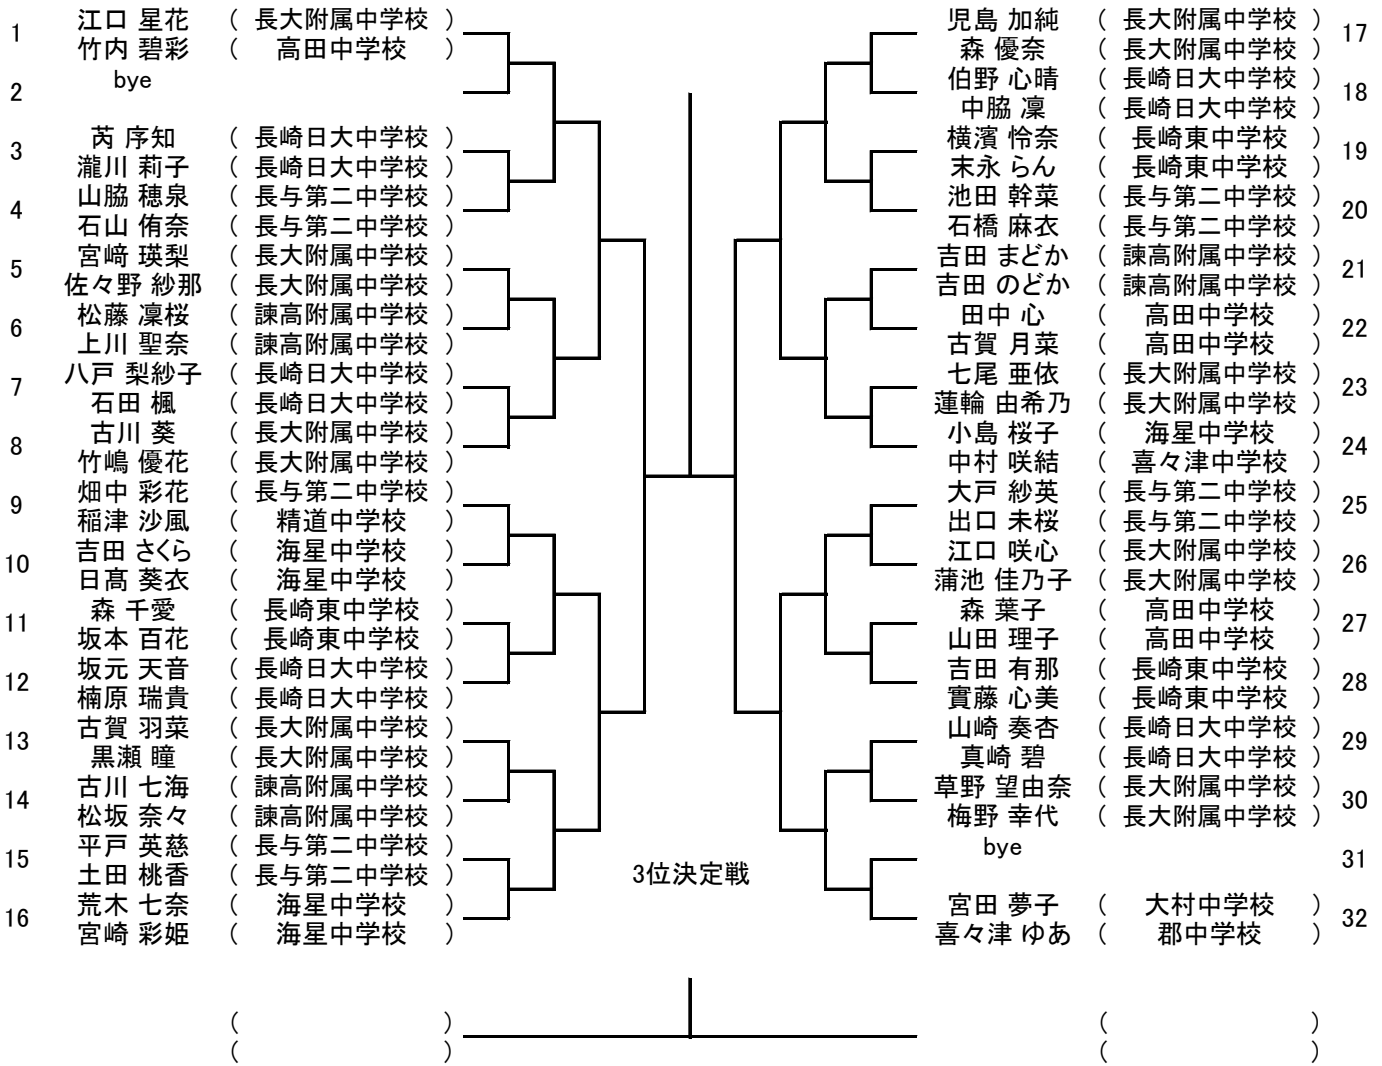 1 江口 星花 ( 長大附属中学校 )
竹内 碧彩 ( 高田中学校 )
2 bye
3 芮 序知 ( 長崎日大中学校 )
瀧川 莉子 ( 長崎日大中学校 )
4 山脇 穂泉 ( 長与第二中学校 )
石山 侑奈 ( 長与第二中学校 )
5 宮﨑 瑛梨 ( 長大附属中学校 )
佐々野 紗那 ( 長大附属中学校 )
6 松藤 凜桜 ( 諫高附属中学校 )
上川 聖奈 ( 諫高附属中学校 )
7 八戸 梨紗子 ( 長崎日大中学校 )
石田 楓 ( 長崎日大中学校 )
8 古川 葵 ( 長大附属中学校 )
竹嶋 優花 ( 長大附属中学校 )
9 畑中 彩花 ( 長与第二中学校 )
稲津 沙風 ( 精道中学校 )
10 吉田 さくら ( 海星中学校 )
日髙 葵衣 ( 海星中学校 )
11 森 千愛 ( 長崎東中学校 )
坂本 百花 ( 長崎東中学校 )
12 坂元 天音 ( 長崎日大中学校 )
楠原 瑞貴 ( 長崎日大中学校 )
13 古賀 羽菜 ( 長大附属中学校 )
黒瀬 瞳 ( 長大附属中学校 )
14 古川 七海 ( 諫高附属中学校 )
松坂 奈々 ( 諫高附属中学校 )
15 平戸 英慈 ( 長与第二中学校 )
土田 桃香 ( 長与第二中学校 )
16 荒木 七奈 ( 海星中学校 )
宮崎 彩姫 ( 海星中学校 )
児島 加純 ( 長大附属中学校 ) 17
森 優奈 ( 長大附属中学校 )
伯野 心晴 ( 長崎日大中学校 ) 18
中脇 凜 ( 長崎日大中学校 )
横濱 怜奈 ( 長崎東中学校 ) 19
末永 らん ( 長崎東中学校 )
池田 幹菜 ( 長与第二中学校 ) 20
石橋 麻衣 ( 長与第二中学校 )
吉田 まどか ( 諫高附属中学校 ) 21
吉田 のどか ( 諫高附属中学校 )
田中 心 ( 高田中学校 ) 22
古賀 月菜 ( 高田中学校 )
七尾 亜依 ( 長大附属中学校 ) 23
蓮輪 由希乃 ( 長大附属中学校 )
小島 桜子 ( 海星中学校 ) 24
中村 咲結 ( 喜々津中学校 )
大戸 紗英 ( 長与第二中学校 ) 25
出口 未桜 ( 長与第二中学校 )
江口 咲心 ( 長大附属中学校 ) 26
蒲池 佳乃子 ( 長大附属中学校 )
森 葉子 ( 高田中学校 ) 27
山田 理子 ( 高田中学校 )
吉田 有那 ( 長崎東中学校 ) 28
實藤 心美 ( 長崎東中学校 )
山崎 奏杏 ( 長崎日大中学校 ) 29
真崎 碧 ( 長崎日大中学校 )
草野 望由奈 ( 長大附属中学校 ) 30
梅野 幸代 ( 長大附属中学校 )
bye 31
宮田 夢子 ( 大村中学校 ) 32
喜々津 ゆあ ( 郡中学校 )
3位決定戦
( ) ( )
( ) ( )